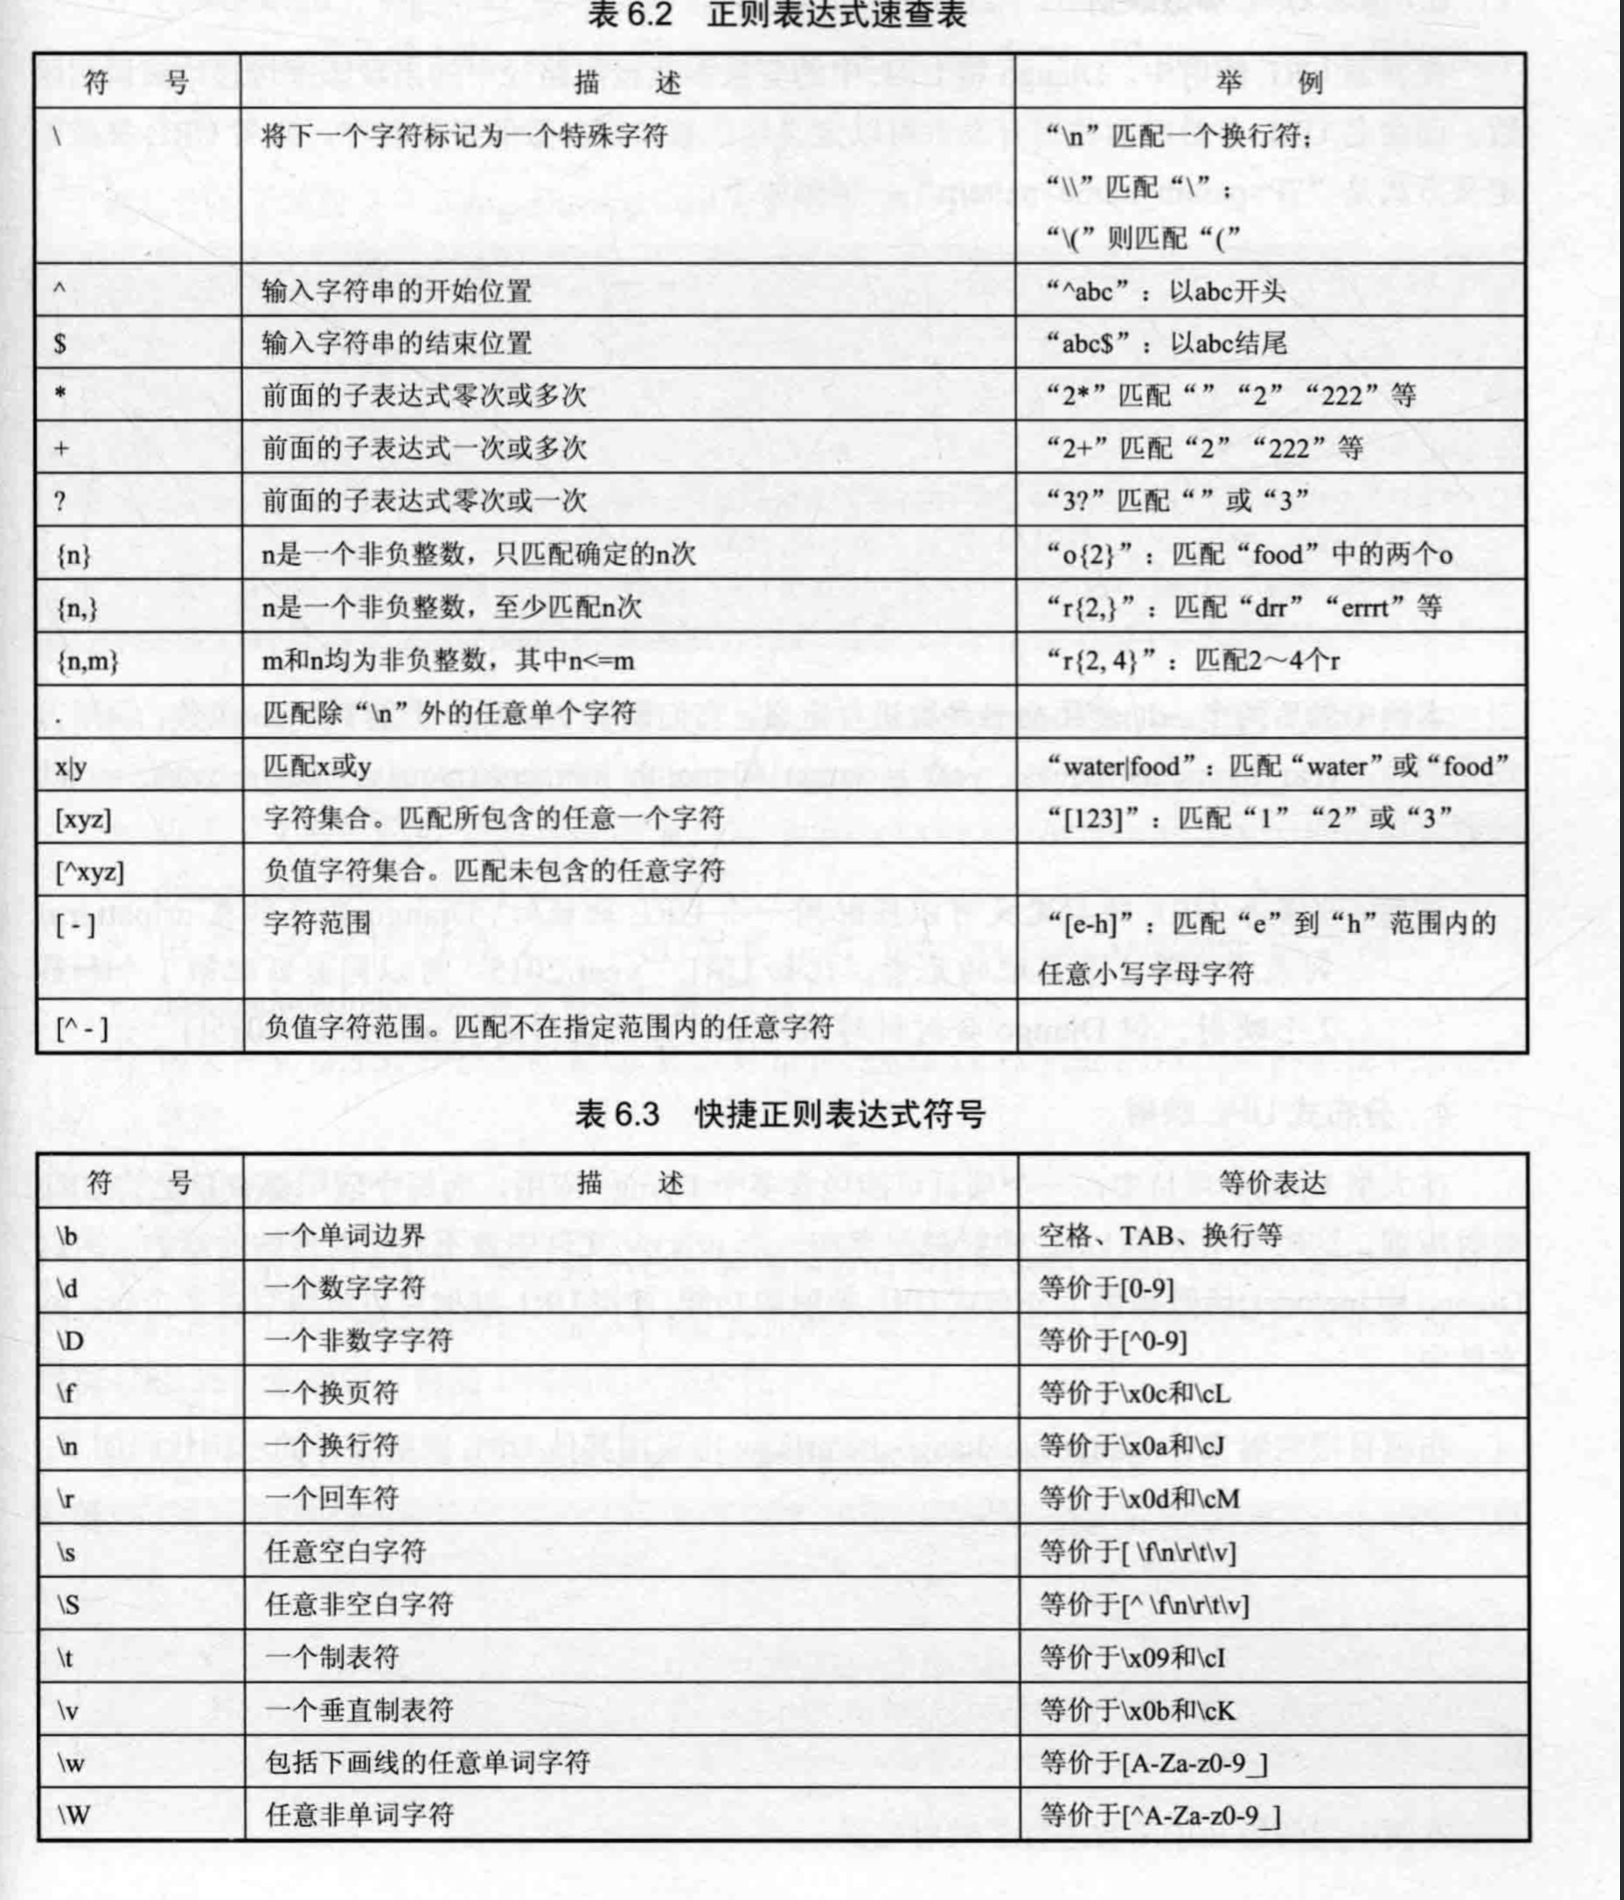 表 6.2 正则表达式速查表
符 号 描 述 举 例
\ 将下一个字符标记为一个特殊字符 “\n” 匹配一个换行符;
“\\” 匹配 “\” ;
“\(” 则匹配 “(”
^ 输入字符串的开始位置 “^abc” : 以abc开头
$ 输入字符串的结束位置 “abc$” : 以abc结尾
* 前面的子表达式零次或多次 “2*” 匹配 “” “2” “222” 等
+ 前面的子表达式一次或多次 “2+” 匹配 “2” “222” 等
? 前面的子表达式零次或一次 “3?” 匹配 “” 或 “3”
{n} n是一个非负整数，只匹配确定的n次 “o{2}” : 匹配 “food” 中的两个o
{n,} n是一个非负整数，至少匹配n次 “r{2,}” : 匹配 “drr” “errrt” 等
{n,m} m和n均为非负整数，其中n<=m “r{2, 4}” : 匹配2～4个r
. 匹配除 “\n” 外的任意单个字符
x|y 匹配x或y “water|food” : 匹配 “water” 或 “food”
[xyz] 字符集合。匹配所包含的任意一个字符 “[123]” : 匹配 “1” “2” 或 “3”
[^xyz] 负值字符集合。匹配未包含的任意字符
[ - ] 字符范围 “[e-h]” : 匹配 “e” 到 “h” 范围内的
任意小写字母字符
[^ - ] 负值字符范围。匹配不在指定范围内的任意字符
表 6.3 快捷正则表达式符号
符 号 描 述 等价表达
\b 一个单词边界 空格、TAB、换行等
\d 一个数字字符 等价于[0-9]
\D 一个非数字字符 等价于[^0-9]
\f 一个换页符 等价于\x0c和\cL
\n 一个换行符 等价于\x0a和\cJ
\r 一个回车符 等价于\x0d和\cM
\s 任意空白字符 等价于[ \f\n\r\t\v]
\S 任意非空白字符 等价于[^ \f\n\r\t\v]
\t 一个制表符 等价于\x09和\cI
\v 一个垂直制表符 等价于\x0b和\cK
\w 包括下画线的任意单词字符 等价于[A-Za-z0-9_]
\W 任意非单词字符 等价于[^A-Za-z0-9_]